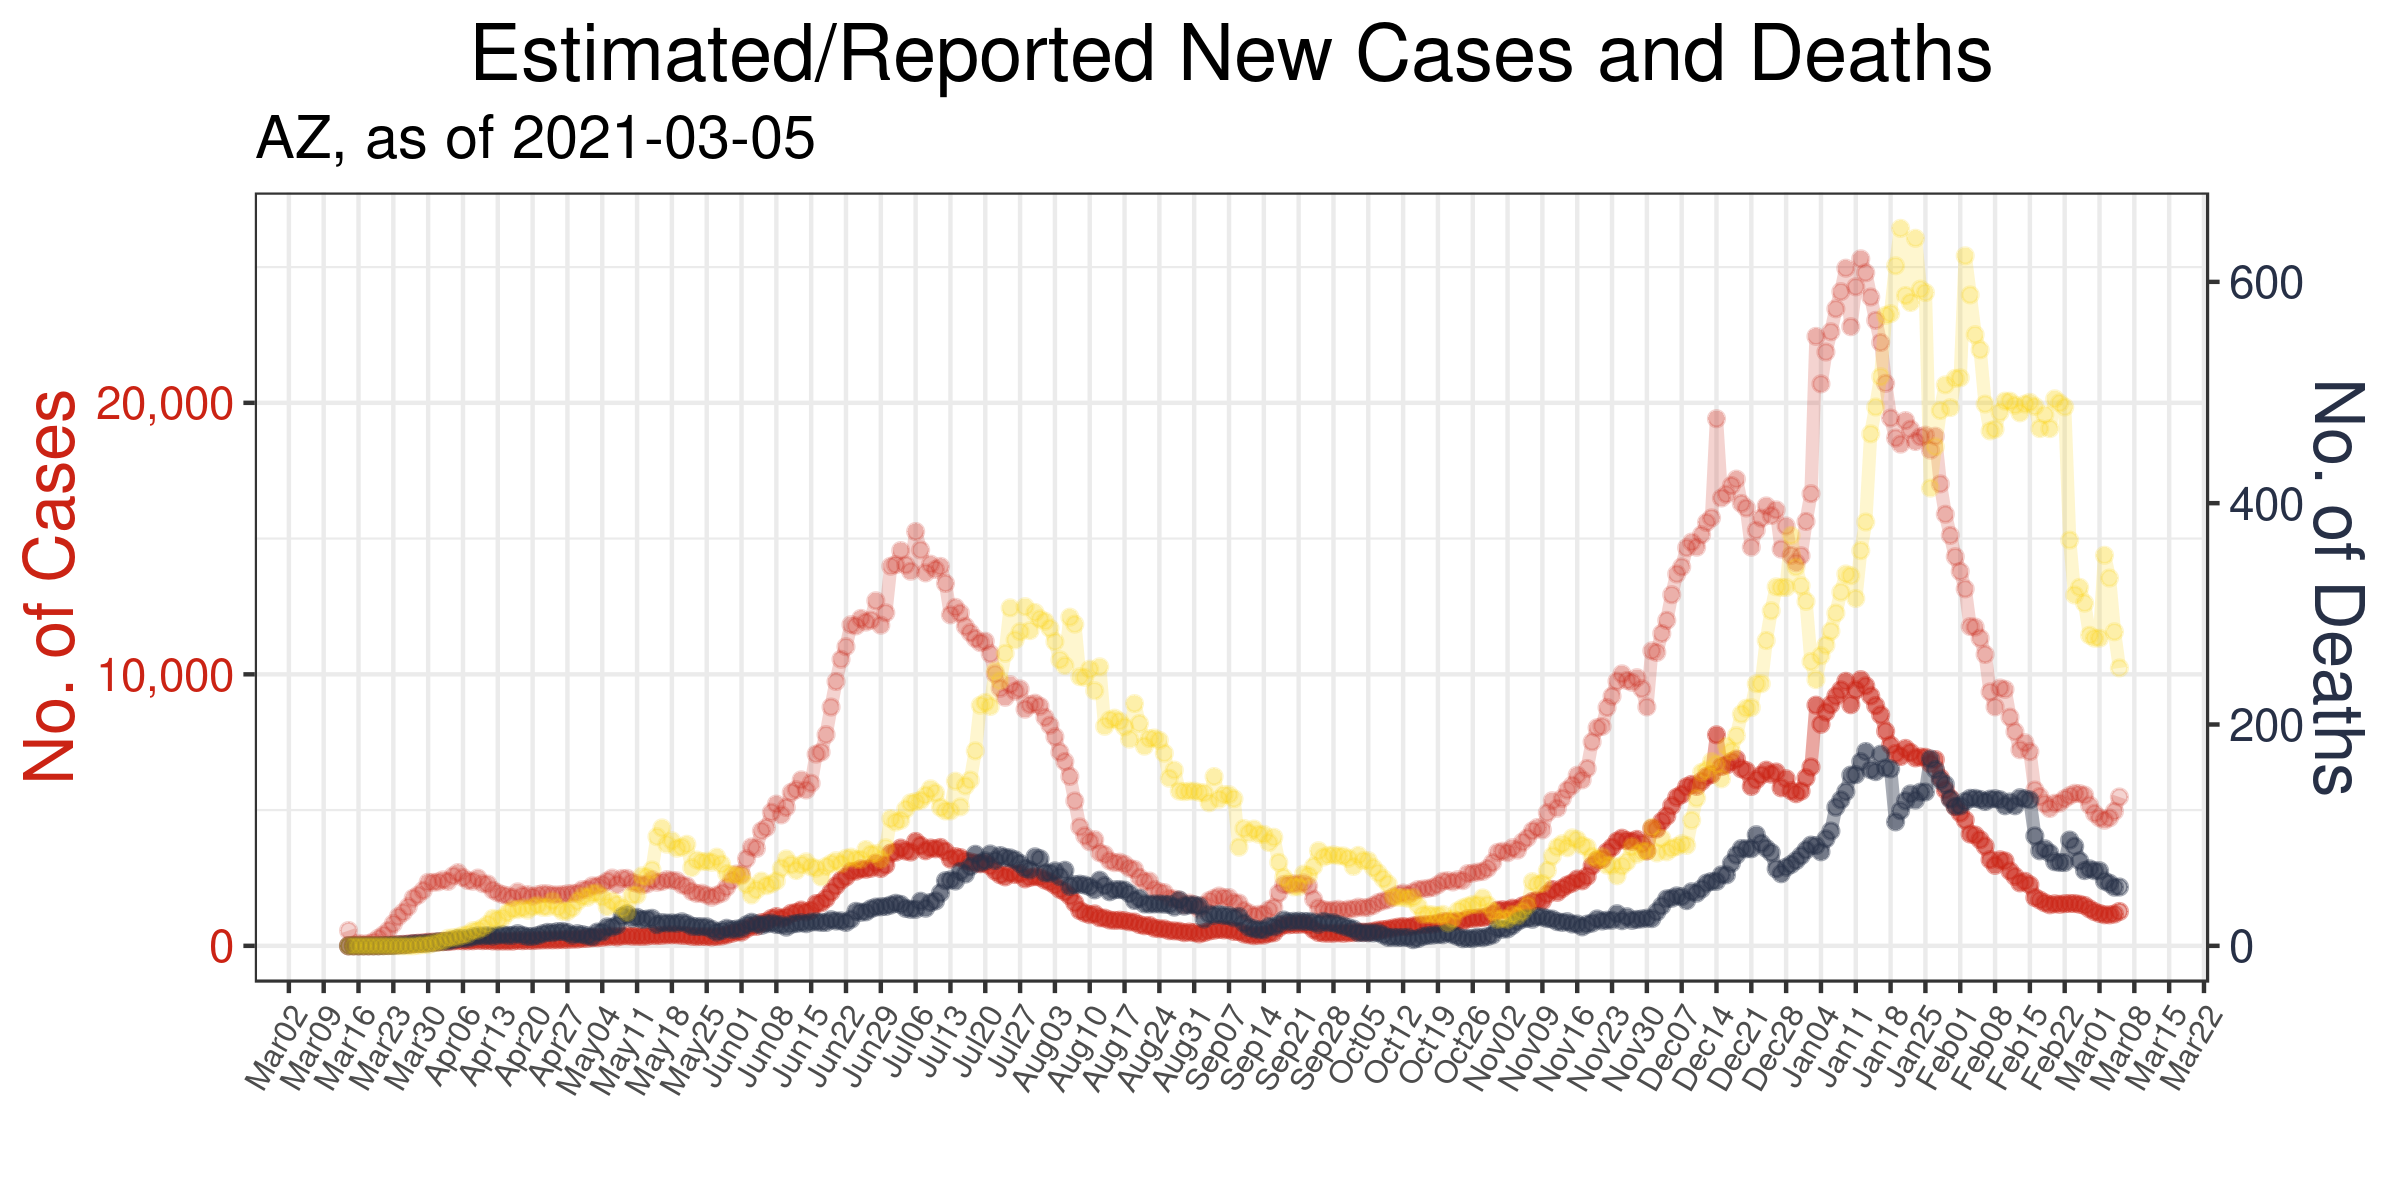 Estimated/Reported New Cases and Deaths
AZ, as of 2021-03-05
No. of Cases
20,000
10,000
0
600
400
200
0
No. of Deaths
Mar02 Mar09 Mar16 Mar23 Mar30 Apr06 Apr13 Apr20 Apr27 May04 May11 May18 May25 Jun01 Jun08 Jun15 Jun22 Jun29 Jul06 Jul13 Jul20 Jul27 Aug03 Aug10 Aug17 Aug24 Aug31 Sep07 Sep14 Sep21 Sep28 Oct05 Oct12 Oct19 Oct26 Nov02 Nov09 Nov16 Nov23 Nov30 Dec07 Dec14 Dec21 Dec28 Dec04 Jan11 Jan18 Jan25 Feb01 Feb08 Feb15 Feb22 Mar01 Mar08 Mar15 Mar22